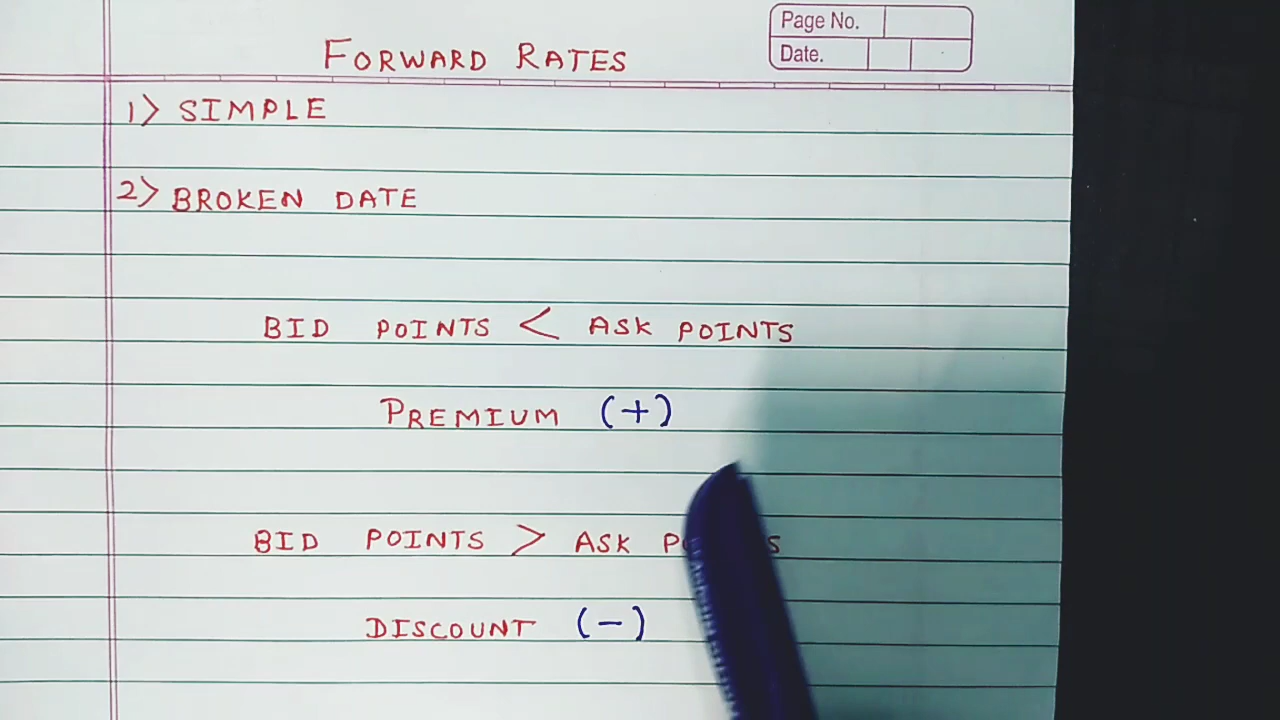 Page No.
Date.
FORWARD RATES
1> SIMPLE
2> BROKEN DATE
BID POINTS < ASK POINTS
PREMIUM (+)
BID POINTS > ASK
DISCOUNT (-)